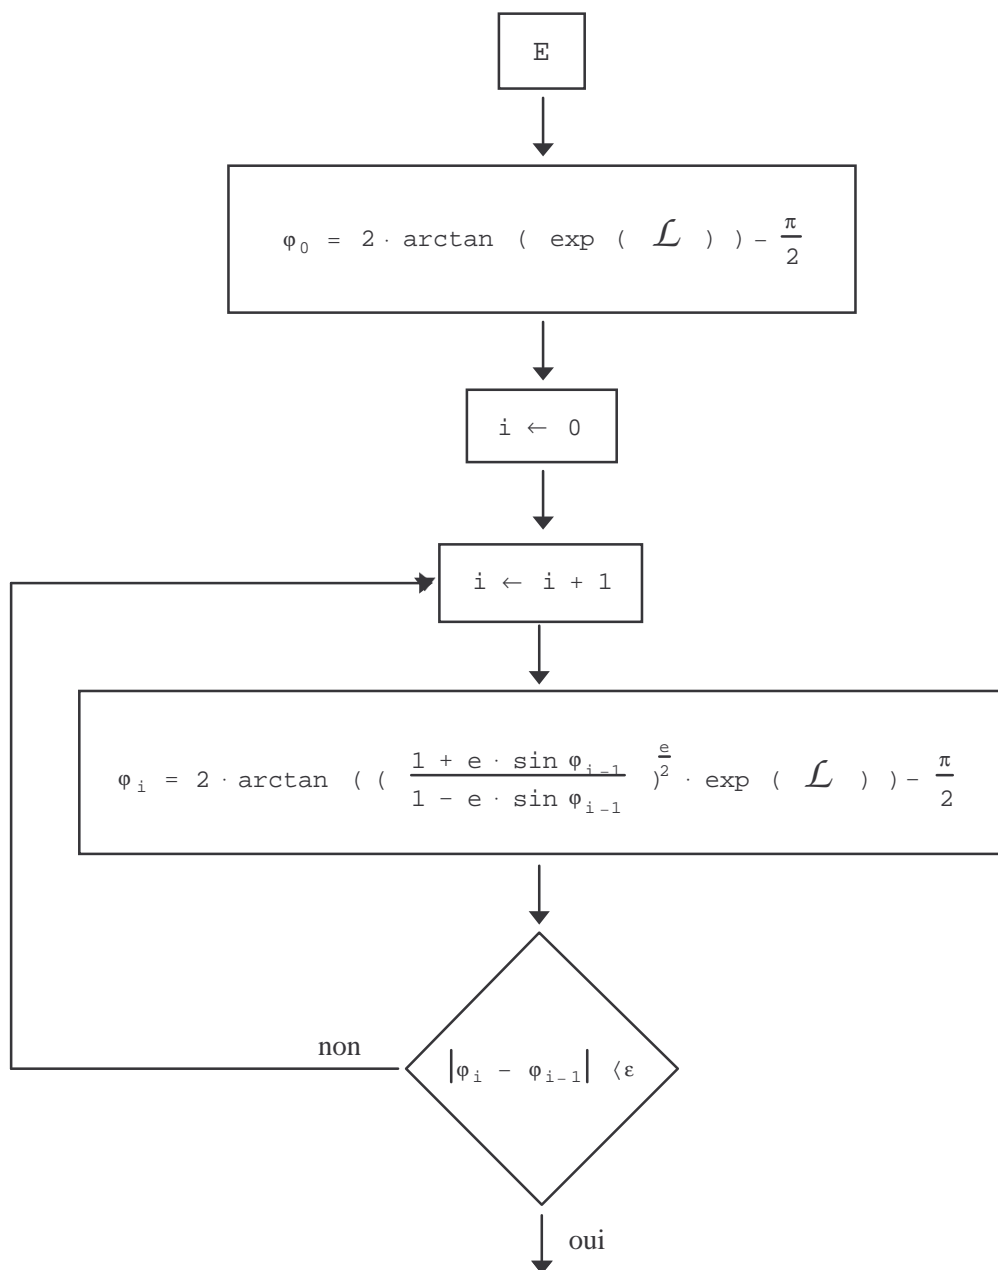 E
φ₀ = 2 · arctan ( exp ( ℒ ) ) – π/2
i ← 0
i ← i + 1
φᵢ = 2 · arctan ( ( (1 + e · sin φᵢ₋₁)/(1 – e · sin φᵢ₋₁) )^(e/2) · exp ( ℒ ) ) – π/2
non
|φᵢ – φᵢ₋₁| ⟨ε
oui